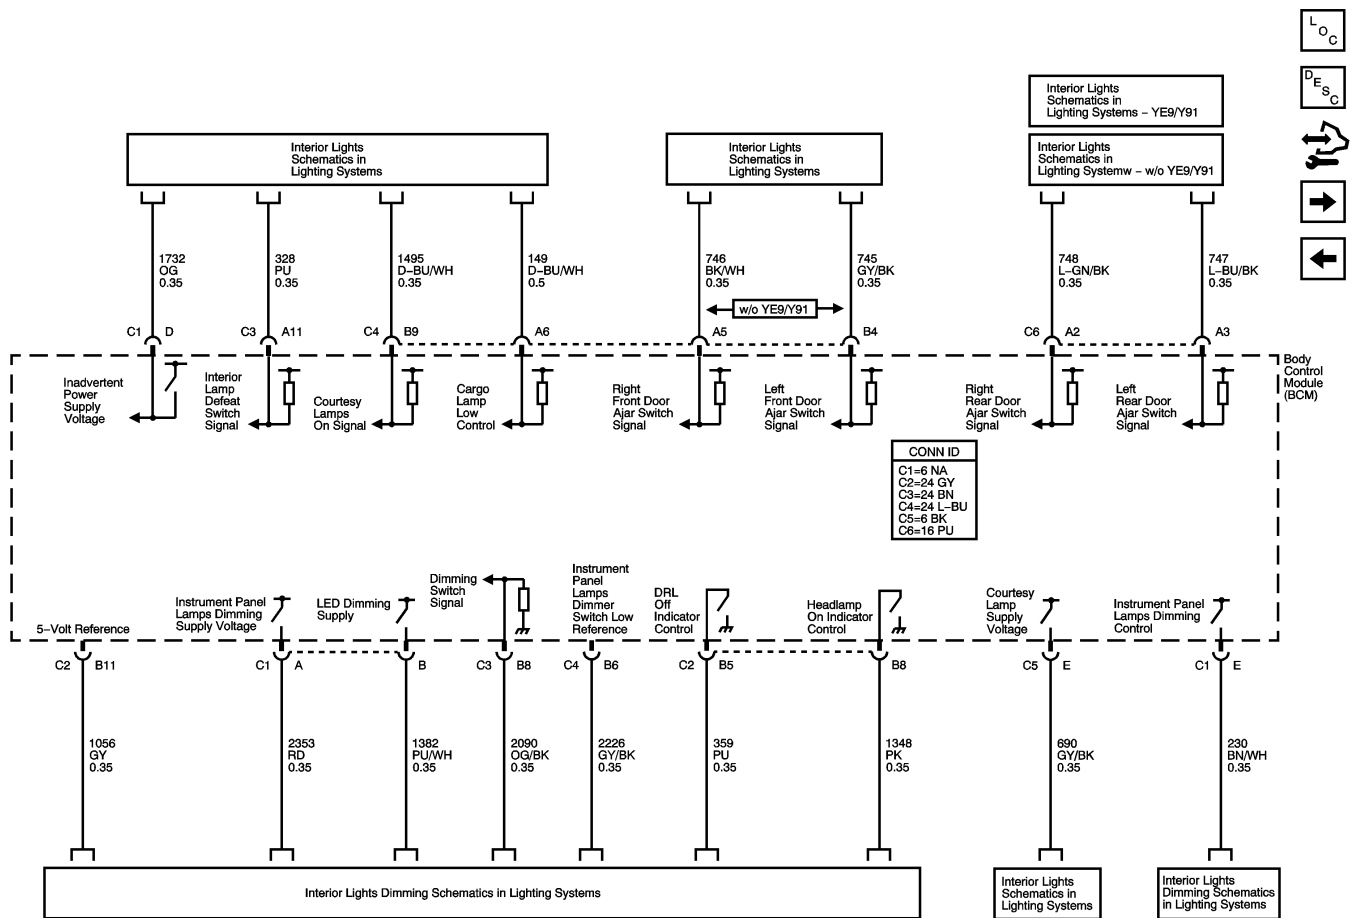 L
O
C
D
E
S
C
Interior Lights
Schematics in
Lighting Systems – YE9/Y91
Interior Lights
Schematics in
Lighting Systems
Interior Lights
Schematics in
Lighting Systems
Interior Lights
Schematics in
Lighting Systemw – w/o YE9/Y91
1732
OG
0.35
328
PU
0.35
1495
D–BU/WH
0.35
149
D–BU/WH
0.5
746
BK/WH
0.35
745
GY/BK
0.35
748
L–GN/BK
0.35
747
L–BU/BK
0.35
w/o YE9/Y91
C1 D
C3 A11
C4 B9
A6
A5
B4
C6 A2
A3
Body
Control
Module
(BCM)
Inadvertent
Power
Supply
Voltage
Interior
Lamp
Defeat
Switch
Signal
Courtesy
Lamps
On Signal
Cargo
Lamp
Low
Control
Right
Front Door
Ajar Switch
Signal
Left
Front Door
Ajar Switch
Signal
Right
Rear Door
Ajar Switch
Signal
Left
Rear Door
Ajar Switch
Signal
CONN ID
C1=6 NA
C2=24 GY
C3=24 BN
C4=24 L–BU
C5=6 BK
C6=16 PU
5–Volt Reference
Instrument Panel
Lamps Dimming
Supply Voltage
LED Dimming
Supply
Dimming
Switch
Signal
Instrument
Panel
Lamps
Dimmer
Switch Low
Reference
DRL
Off
Indicator
Control
Headlamp
On Indicator
Control
Courtesy
Lamp
Supply
Voltage
Instrument Panel
Lamps Dimming
Control
C2 B11
C1 A
B
C3 B8
C4 B6
C2 B5
B8
C5 E
C1 E
1056
GY
0.35
2353
RD
0.35
1382
PU/WH
0.35
2090
OG/BK
0.35
2226
GY/BK
0.35
359
PU
0.35
1348
PK
0.35
690
GY/BK
0.35
230
BN/WH
0.35
Interior Lights Dimming Schematics in Lighting Systems
Interior Lights
Schematics in
Lighting Systems
Interior Lights
Dimming Schematics
in Lighting Systems